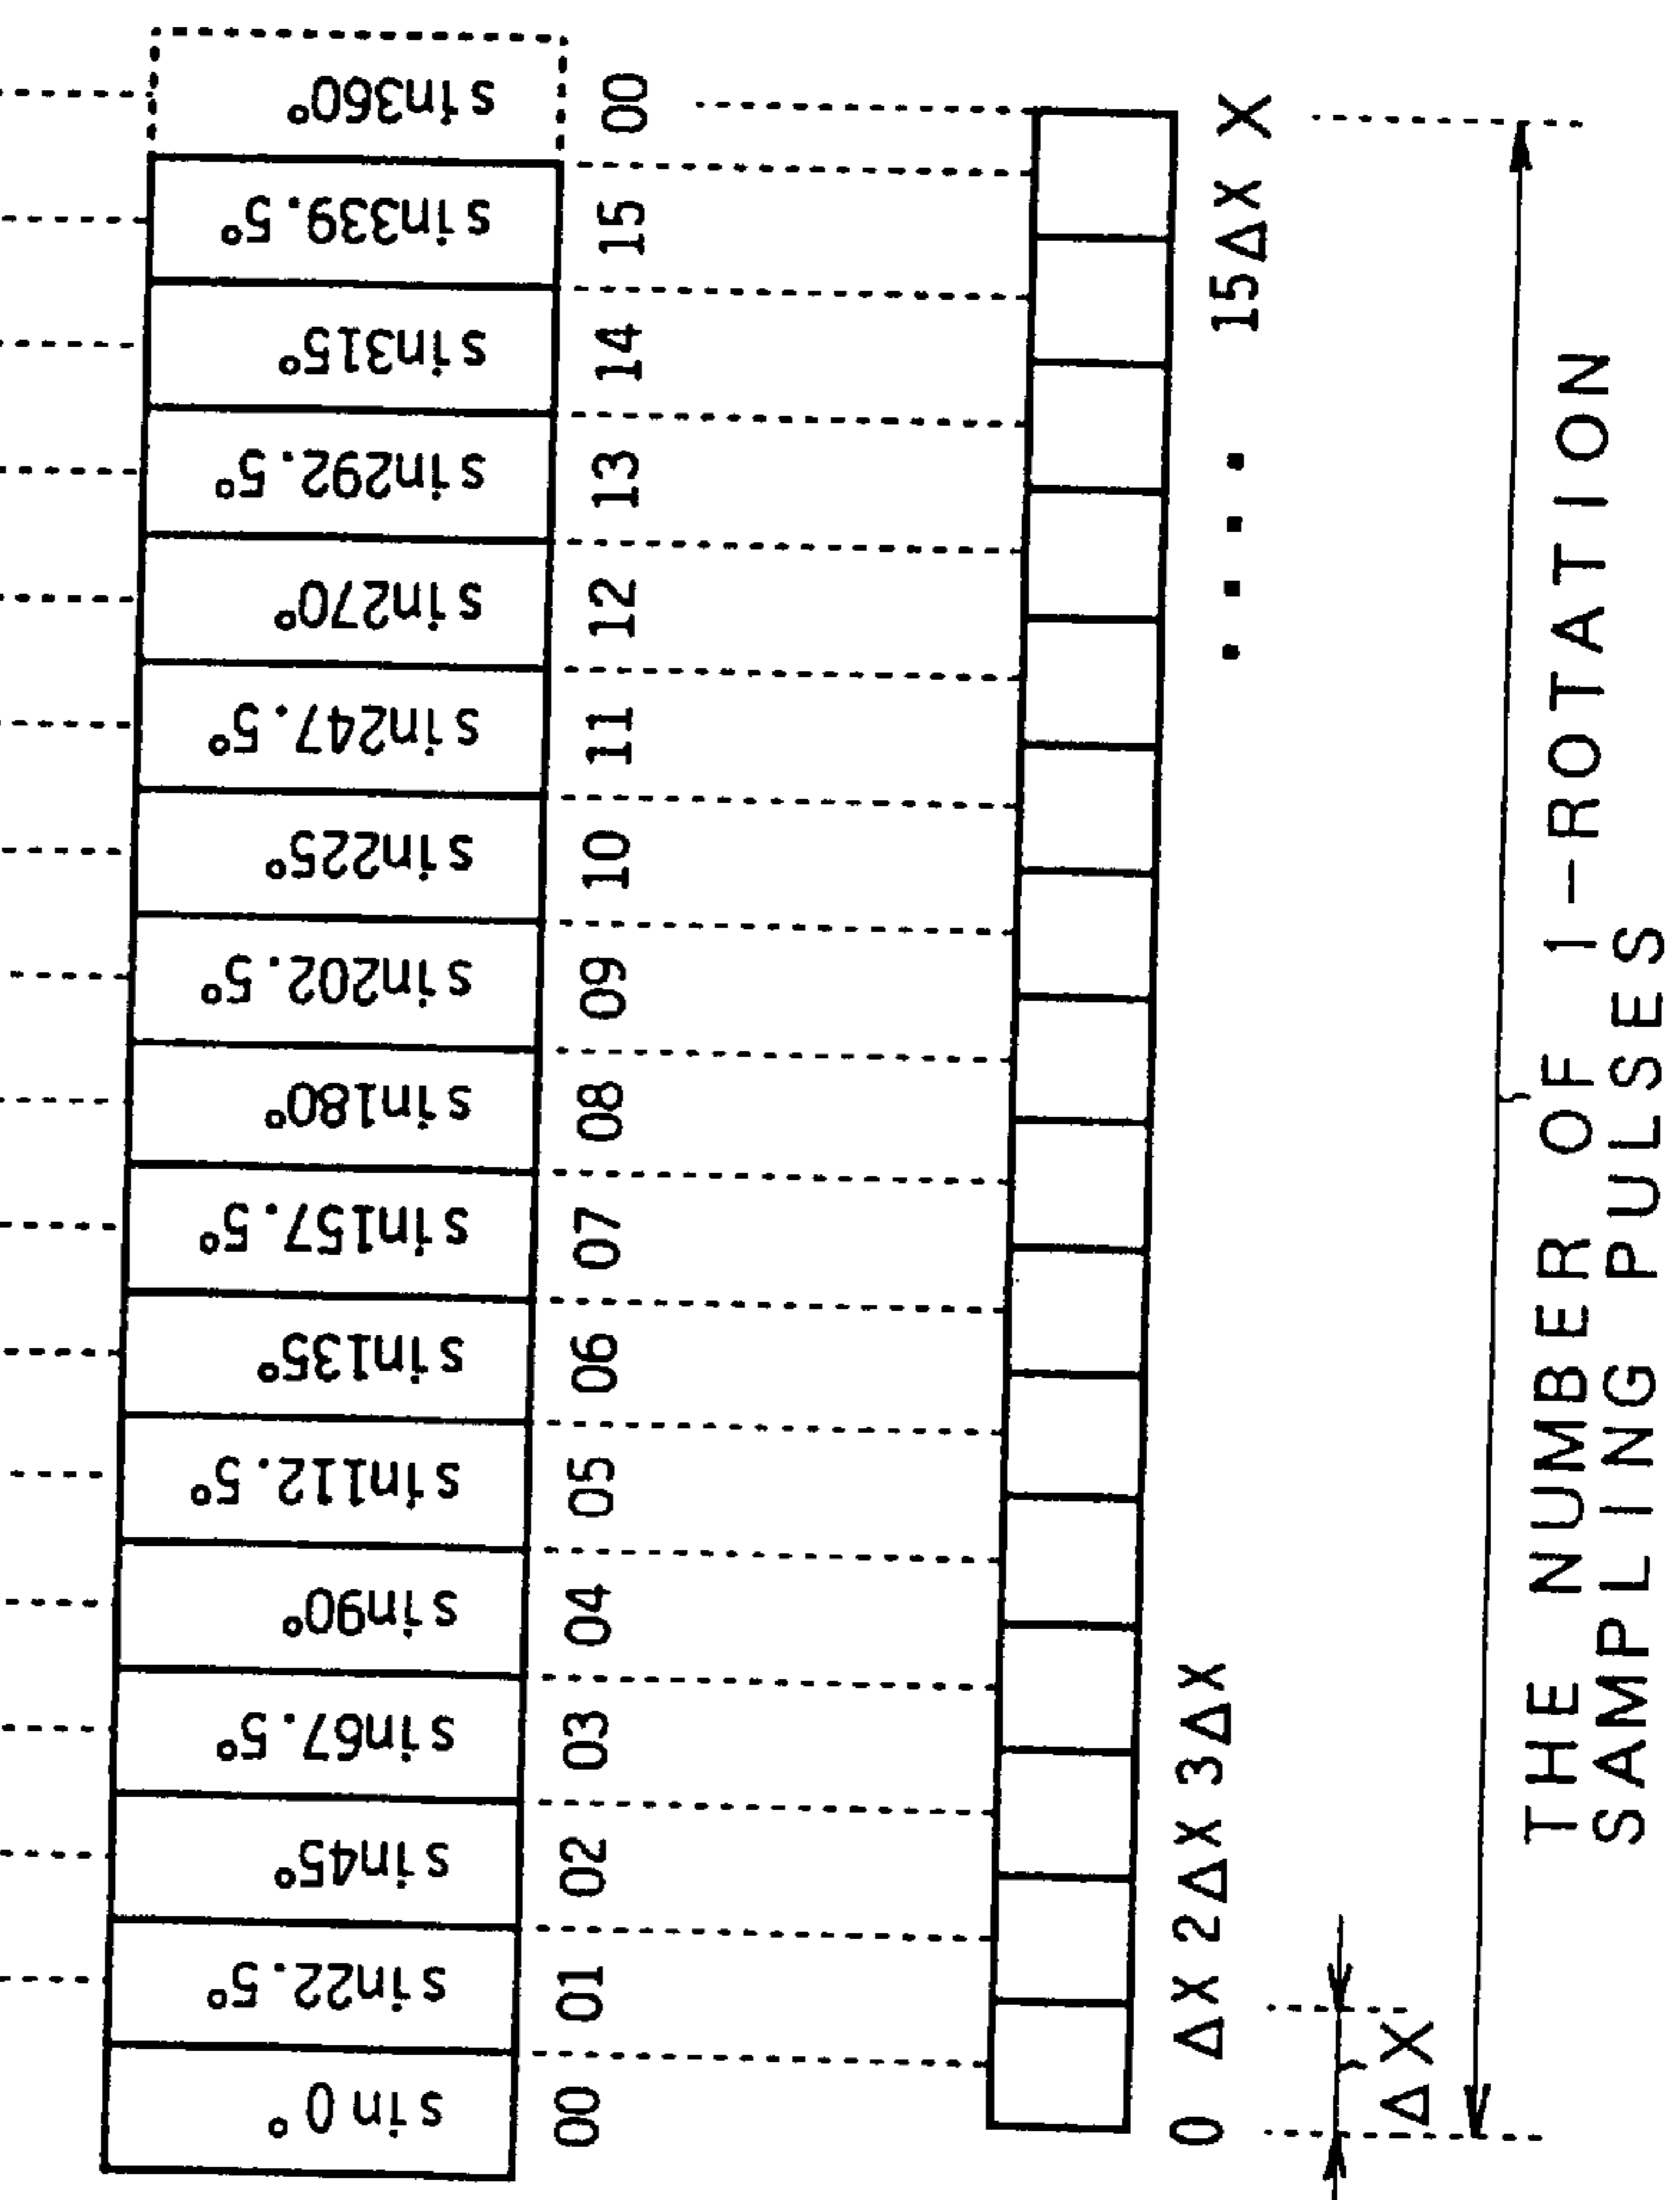 sin0°
sin22.5°
sin45°
sin67.5°
sin90°
sin112.5°
sin135°
sin157.5°
sin180°
sin202.5°
sin225°
sin247.5°
sin270°
sin292.5°
sin315°
sin339.5°
sin360°
00 01 02 03 04 05 06 07 08 09 10 11 12 13 14 15 00
0 ΔX 2ΔX 3ΔX .... 15ΔX X
ΔX
THE NUMBER OF 1-ROTATION
SAMPLING PULSES